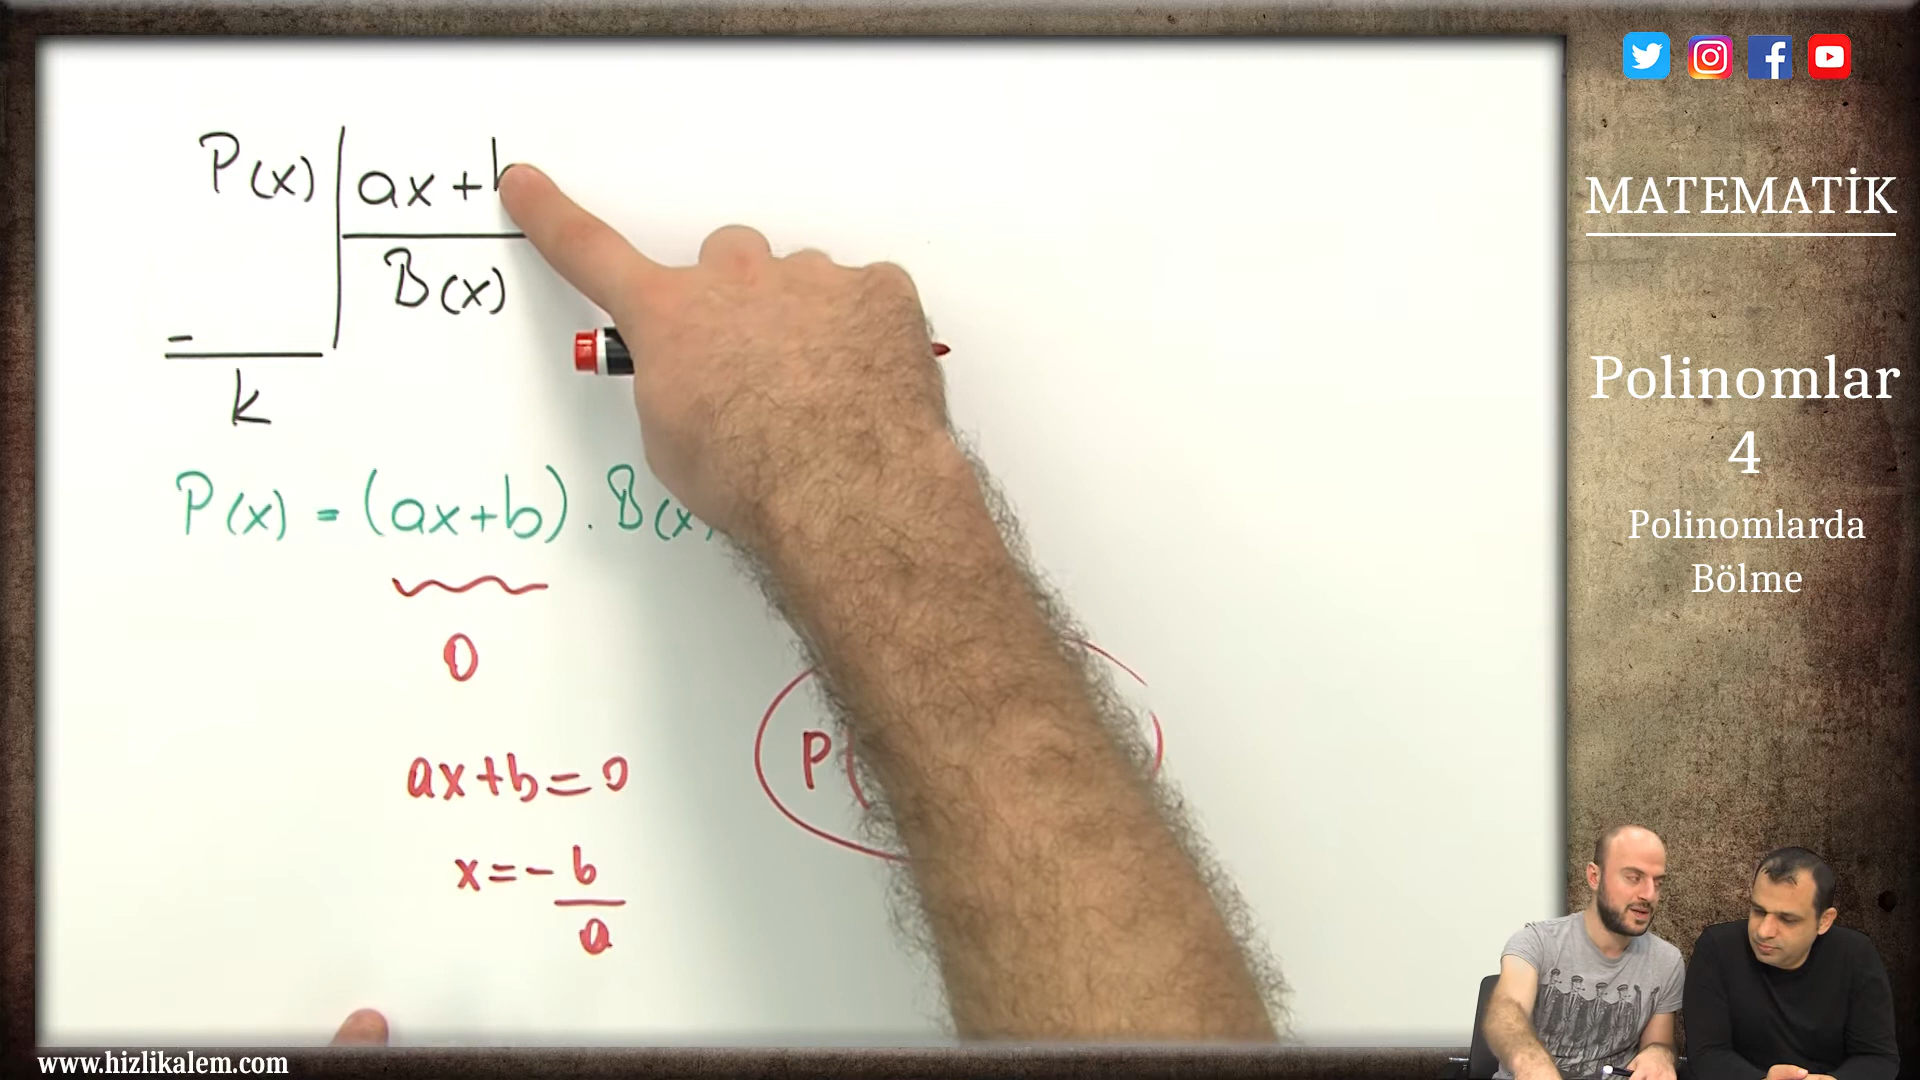 P(x) ax+b
B(x)
-
k
P(x) = (ax+b) . B(x)
0
ax+b=0
x=-b
a
P(
MATEMATİK
Polinomlar
4
Polinomlarda
Bölme
www.hizlikalem.com